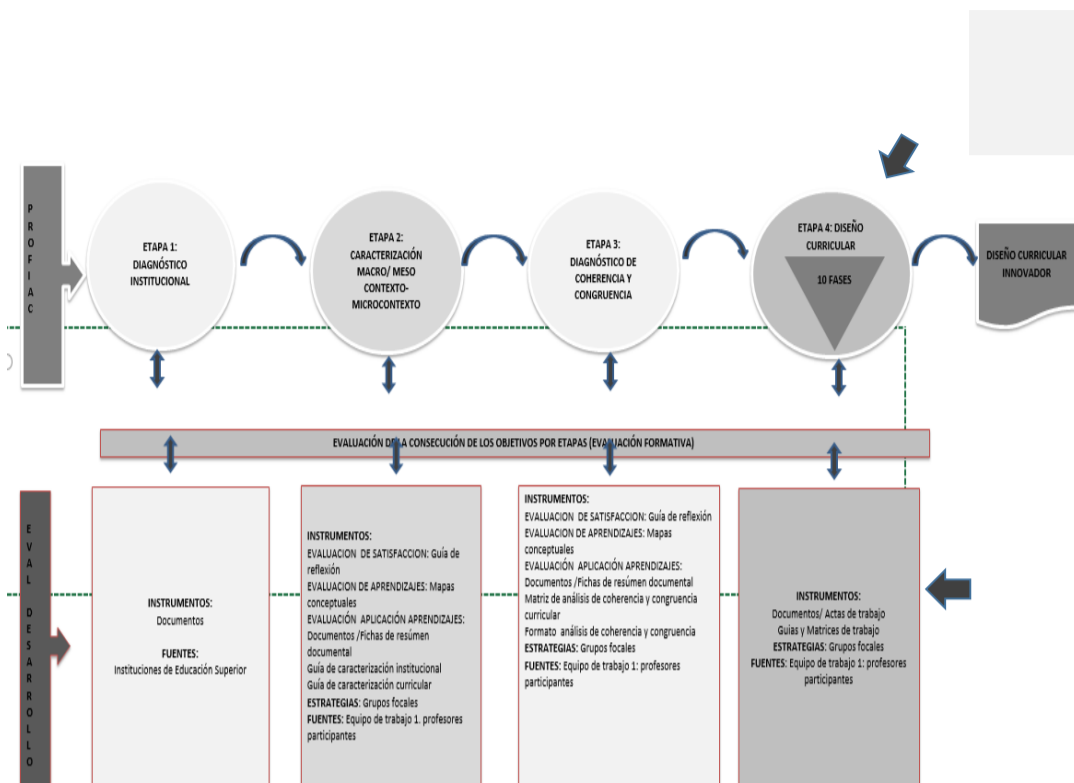 PROFIAC
ETAPA 1:
DIAGNÓSTICO
INSTITUCIONAL
ETAPA 2:
CARACTERIZACIÓN
MACRO/ MESO
CONTEXTO-
MICROCONTEXTO
ETAPA 3:
DIAGNÓSTICO DE
COHERENCIA Y
CONGRUENCIA
ETAPA 4: DISEÑO
CURRICULAR
10 FASES
DISEÑO CURRICULAR
INNOVADOR
EVALUACIÓN DE LA CONSECUCIÓN DE LOS OBJETIVOS POR ETAPAS (EVALUACIÓN FORMATIVA)
EVAL DESARROLLO
INSTRUMENTOS:
Documentos
FUENTES:
Instituciones de Educación Superior
INSTRUMENTOS:
EVALUACION DE SATISFACCION: Guía de
reflexión
EVALUACION DE APRENDIZAJES: Mapas
conceptuales
EVALUACIÓN APLICACIÓN APRENDIZAJES:
Documentos /Fichas de resúmen
documental
Guía de caracterización institucional
Guía de caracterización curricular
ESTRATEGIAS: Grupos focales
FUENTES: Equipo de trabajo 1. profesores
participantes
INSTRUMENTOS:
EVALUACION DE SATISFACCION: Guía de reflexión
EVALUACION DE APRENDIZAJES: Mapas
conceptuales
EVALUACIÓN APLICACIÓN APRENDIZAJES:
Documentos /Fichas de resúmen documental
Matriz de análisis de coherencia y congruencia
curricular
Formato análisis de coherencia y congruencia
ESTRATEGIAS: Grupos focales
FUENTES: Equipo de trabajo 1: profesores
participantes
INSTRUMENTOS:
Documentos/ Actas de trabajo
Guias y Matrices de trabajo
ESTRATEGIAS: Grupos focales
FUENTES: Equipo de trabajo 1: profesores
participantes